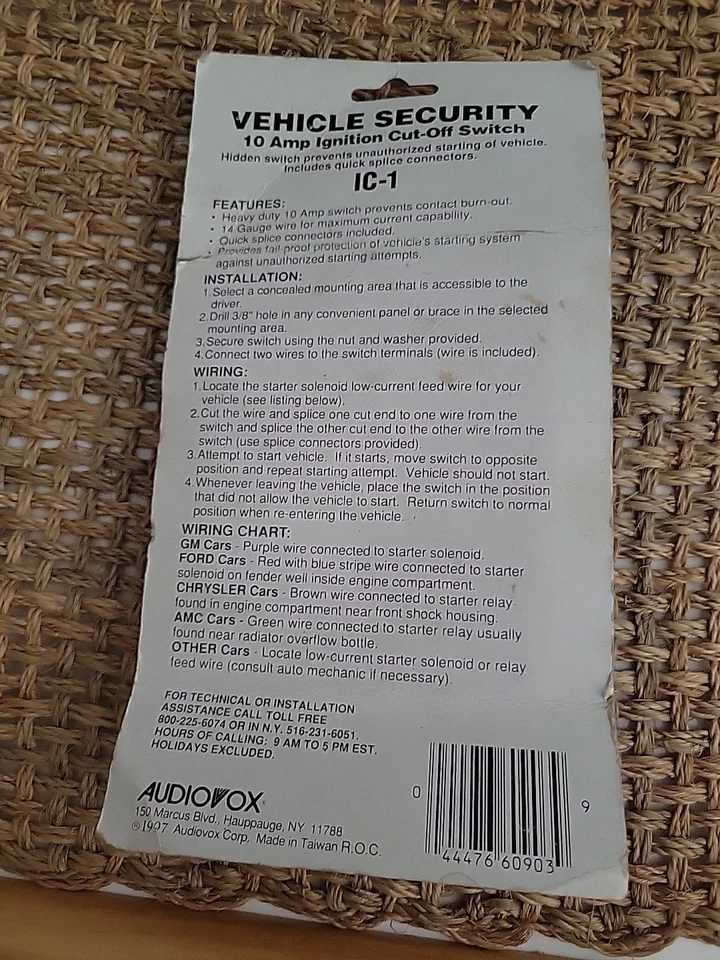 VEHICLE SECURITY
10 Amp Ignition Cut-Off Switch
Hidden switch prevents unauthorized starting of vehicle.
Includes quick splice connectors.
IC-1
FEATURES:
• Heavy duty 10 Amp switch prevents contact burn-out.
• 14 Gauge wire for maximum current capability.
• Quick splice connectors included.
• Provides fail-proof protection of vehicle's starting system
against unauthorized starting attempts.
INSTALLATION:
1. Select a concealed mounting area that is accessible to the
driver.
2. Drill 3/8" hole in any convenient panel or brace in the selected
mounting area.
3. Secure switch using the nut and washer provided.
4. Connect two wires to the switch terminals (wire is included).
WIRING:
1. Locate the starter solenoid low-current feed wire for your
vehicle (see listing below).
2. Cut the wire and splice one cut end to one wire from the
switch and splice the other cut end to the other wire from the
switch (use splice connectors provided).
3. Attempt to start vehicle. If it starts, move switch to opposite
position and repeat starting attempt. Vehicle should not start.
4. Whenever leaving the vehicle, place the switch in the position
that did not allow the vehicle to start. Return switch to normal
position when re-entering the vehicle.
WIRING CHART:
GM Cars - Purple wire connected to starter solenoid.
FORD Cars - Red with blue stripe wire connected to starter
solenoid on fender well inside engine compartment.
CHRYSLER Cars - Brown wire connected to starter relay
found in engine compartment near front shock housing.
AMC Cars - Green wire connected to starter relay usually
found near radiator overflow bottle.
OTHER Cars - Locate low-current starter solenoid or relay
feed wire (consult auto mechanic if necessary).
FOR TECHNICAL OR INSTALLATION
ASSISTANCE CALL TOLL FREE
800-225-6074 OR IN N.Y. 516-231-6051.
HOURS OF CALLING: 9 AM TO 5 PM EST.
HOLIDAYS EXCLUDED.
AUDIOVOX
150 Marcus Blvd., Hauppauge, NY 11788
®1997 Audiovox Corp. Made in Taiwan R.O.C.
0 44476 60903 9